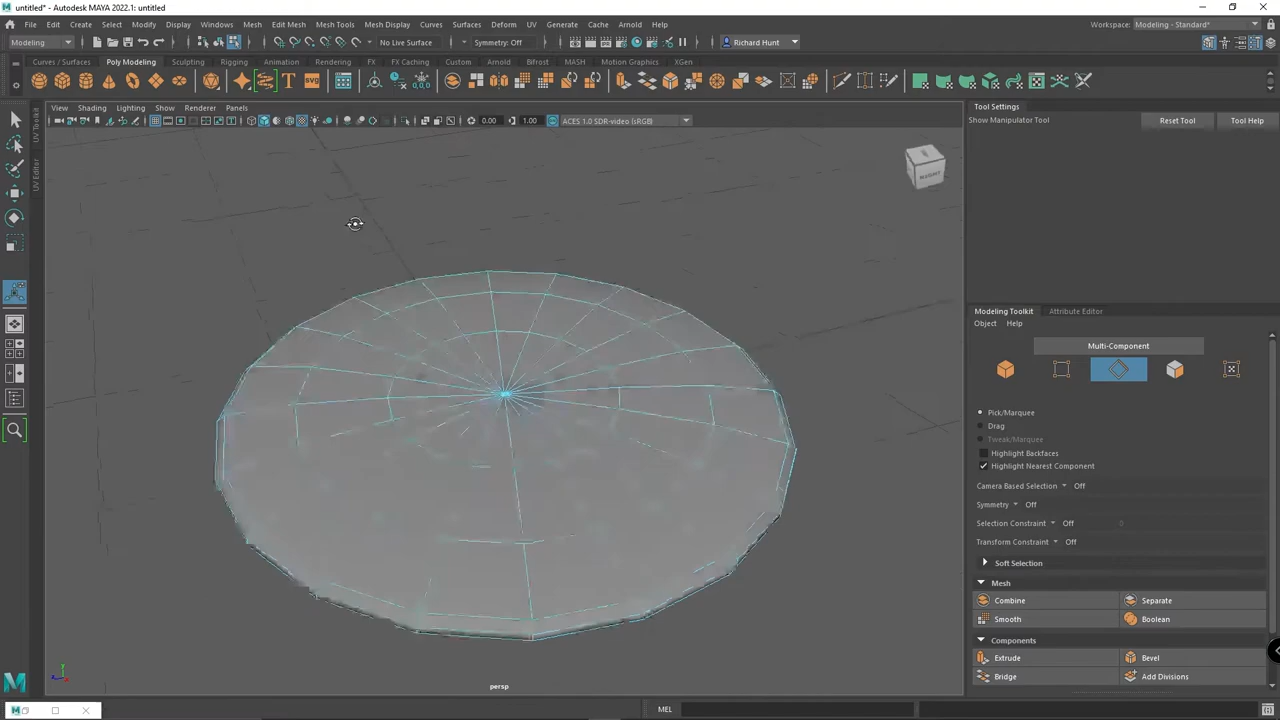 untitled* - Autodesk MAYA 2022.1: untitled
File Edit Create Select Modify Display Windows Mesh Edit Mesh Mesh Tools Mesh Display Curves Surfaces Deform UV Generate Cache Arnold Help
Workspace: Modeling - Standard*
Modeling No Live Surface Symmetry: Off Richard Hunt
Curves / Surfaces Poly Modeling Sculpting Rigging Animation Rendering FX FX Caching Custom Arnold Bifrost MASH Motion Graphics XGen
SVG
View Shading Lighting Show Renderer Panels
0.00 1.00 ACES 1.0 SDR-video (sRGB)
UV Toolkit
UV Editor
RIGHT
persp
Tool Settings
Show Manipulator Tool Reset Tool Tool Help
Modeling Toolkit Attribute Editor
Object Help
Multi-Component
Pick/Marquee
Drag
Tweak/Marquee
Highlight Backfaces
Highlight Nearest Component
Camera Based Selection Off
Symmetry Off
Selection Constraint Off
Transform Constraint Off
Soft Selection
Mesh
Combine Separate
Smooth Boolean
Components
Extrude Bevel
Bridge Add Divisions
MEL